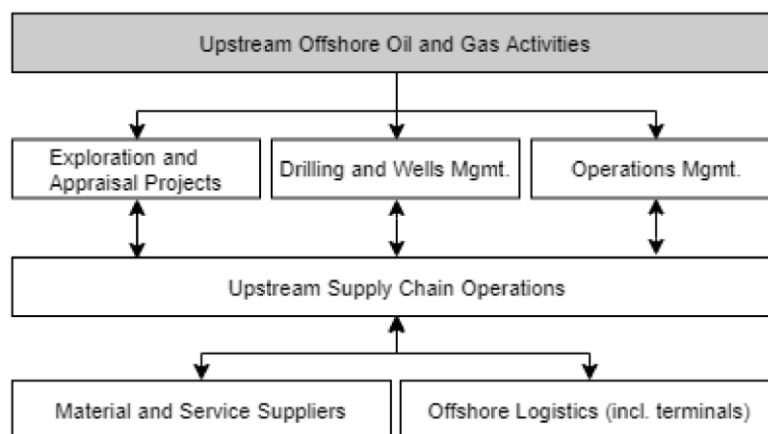 Upstream Offshore Oil and Gas Activities
Exploration and
Appraisal Projects
Drilling and Wells Mgmt.
Operations Mgmt.
Upstream Supply Chain Operations
Material and Service Suppliers
Offshore Logistics (incl. terminals)